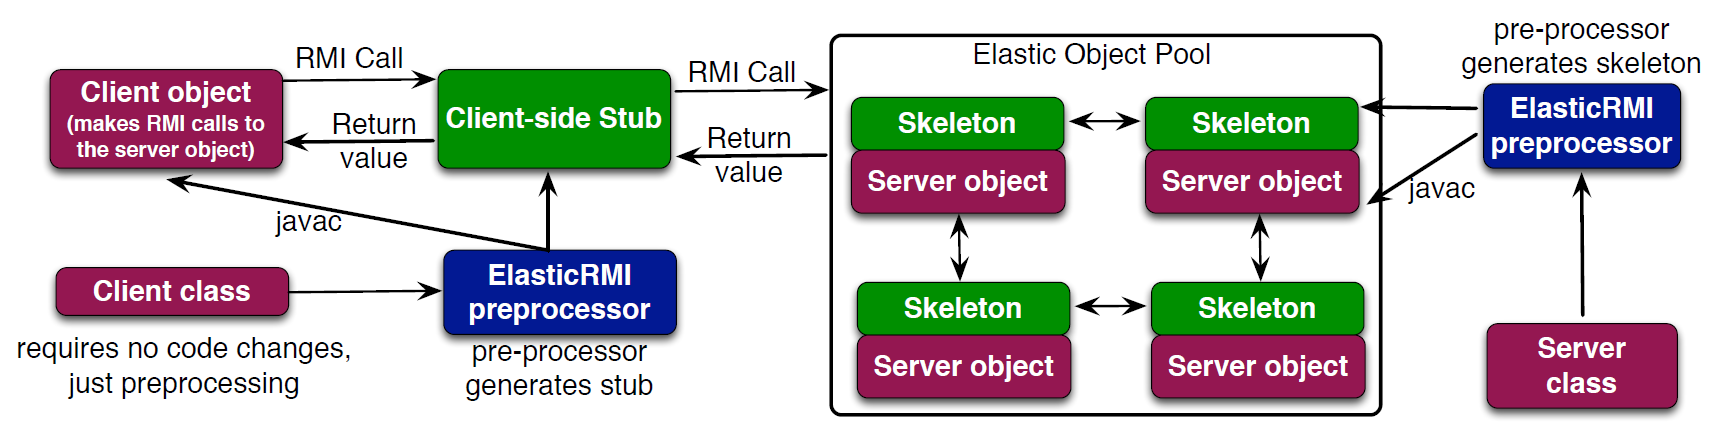 RMI Call
Client object
(makes RMI calls to
the server object)
Return
value
Client-side Stub
RMI Call
Return
value
javac
Client class
requires no code changes,
just preprocessing
ElasticRMI
preprocessor
pre-processor
generates stub
Elastic Object Pool
Skeleton
Server object
Skeleton
Server object
Skeleton
Server object
Skeleton
Server object
pre-processor
generates skeleton
ElasticRMI
preprocessor
javac
Server
class